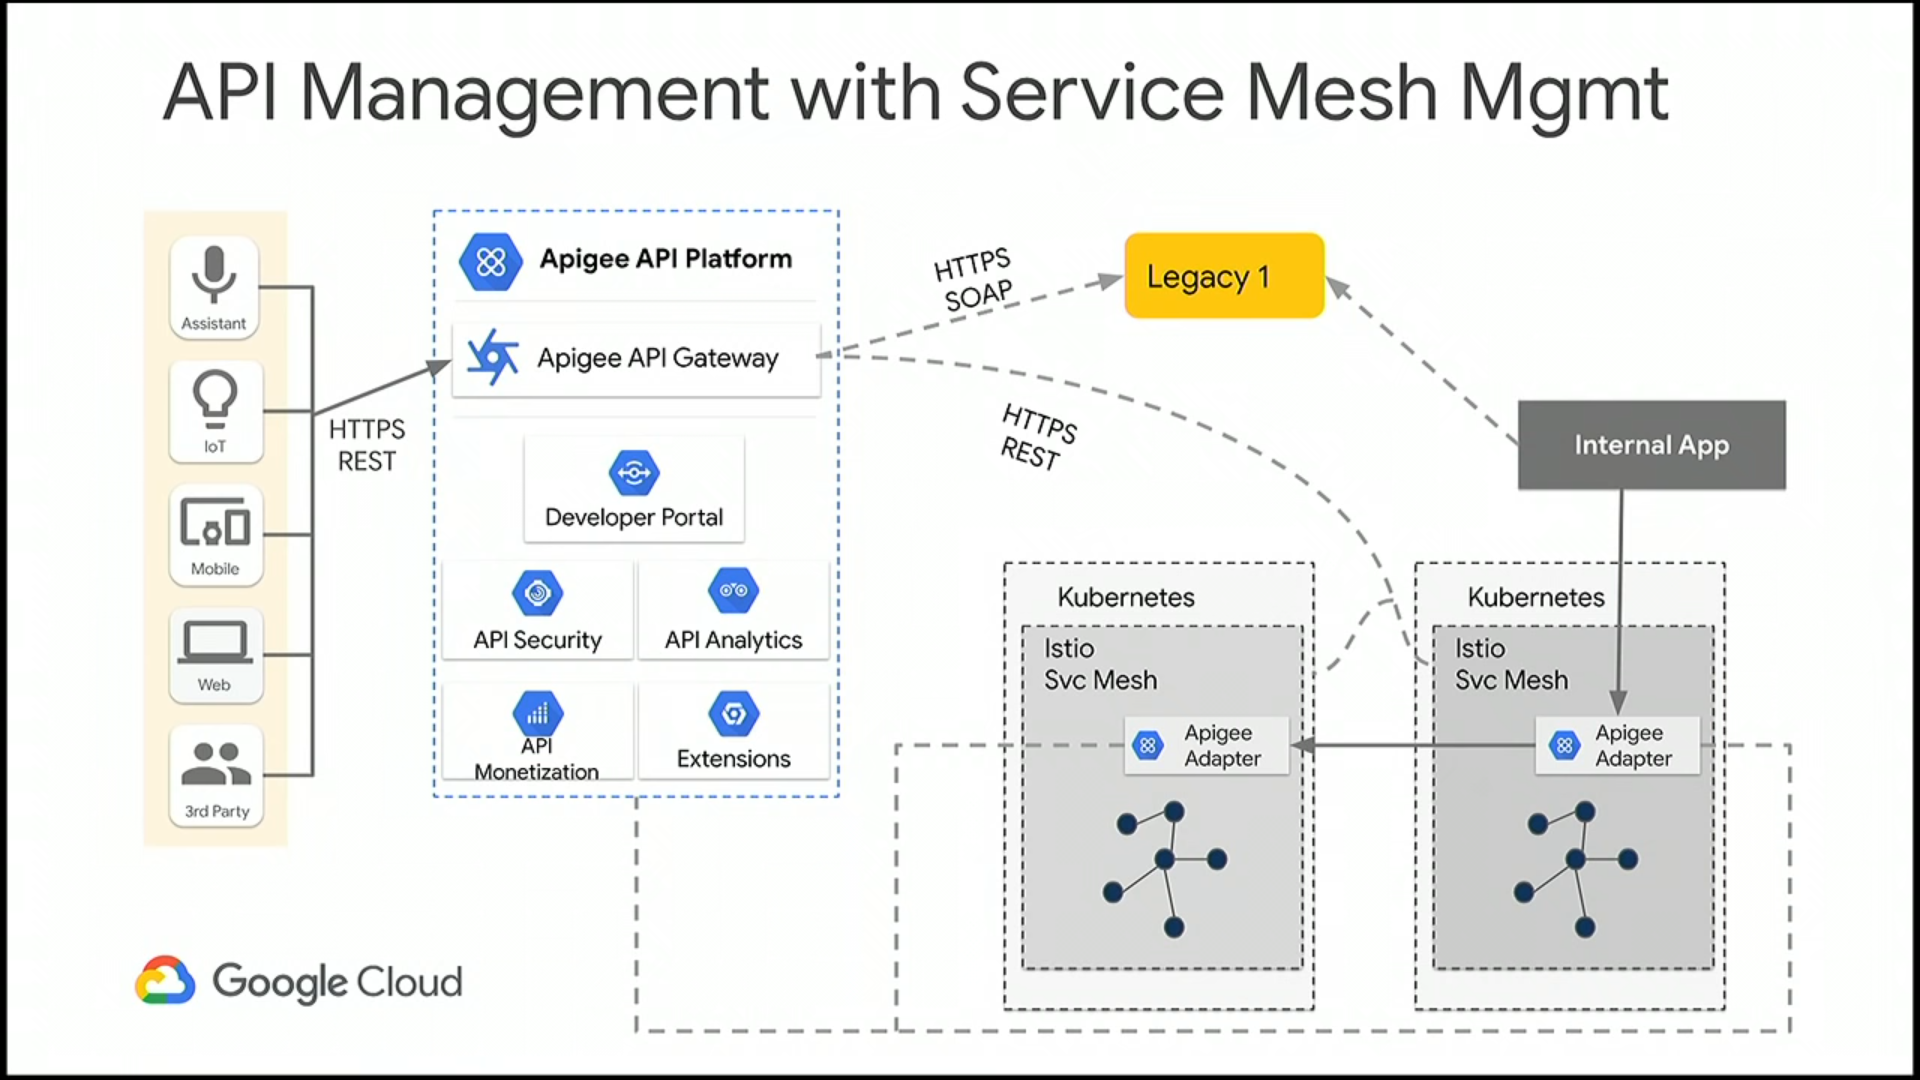 API Management with Service Mesh Mgmt
Assistant
IoT
Mobile
Web
3rd Party
HTTPS
REST
Apigee API Platform
Apigee API Gateway
Developer Portal
API Security
API Analytics
API
Monetization
Extensions
HTTPS
SOAP
Legacy 1
HTTPS
REST
Internal App
Kubernetes
Istio
Svc Mesh
Apigee
Adapter
Kubernetes
Istio
Svc Mesh
Apigee
Adapter
Google Cloud